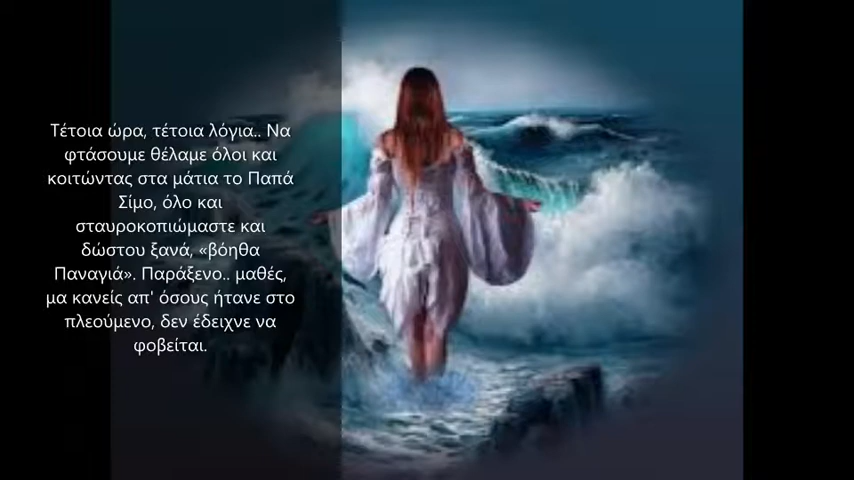 Τέτοια ώρα, τέτοια λόγια.. Να
φτάσουμε θέλαμε όλοι και
κοιτώντας στα μάτια το Παπά
Σίμο, όλο και
σταυροκοπιώμαστε και
δώστου ξανά, «βόηθα
Παναγιά». Παράξενο.. μαθές,
μα κανείς απ' όσους ήτανε στο
πλεούμενο, δεν έδειχνε να
φοβείται.